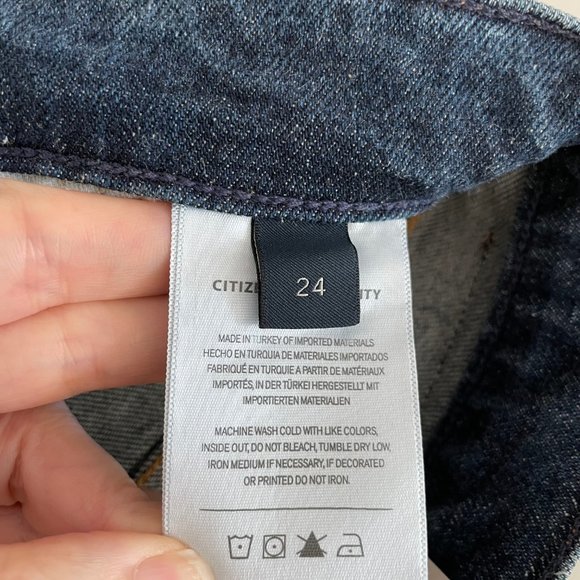 24
MADE IN TURKEY OF IMPORTED MATERIALS
HECHO EN TURQUIA DE MATERIALES IMPORTADOS
FABRIQUÉ EN TURQUIE A PARTIR DE MATÉRIAUX
IMPORTÉS, IN DER TÜRKEI HERGESTELLT MIT
IMPORTIERTEN MATERIALIEN
MACHINE WASH COLD WITH LIKE COLORS,
INSIDE OUT, DO NOT BLEACH, TUMBLE DRY LOW,
IRON MEDIUM IF NECESSARY, IF DECORATED
OR PRINTED DO NOT IRON.